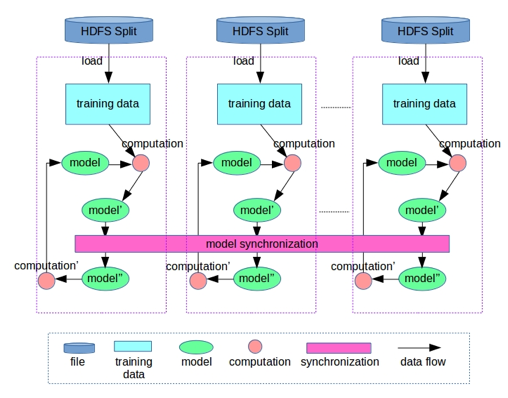 HDFS Split HDFS Split HDFS Split
load load load
training data training data training data
computation computation computation
model model model
model' model' model'
model synchronization
computation' computation' computation'
model'' model'' model''
file training model computation synchronization data flow
data